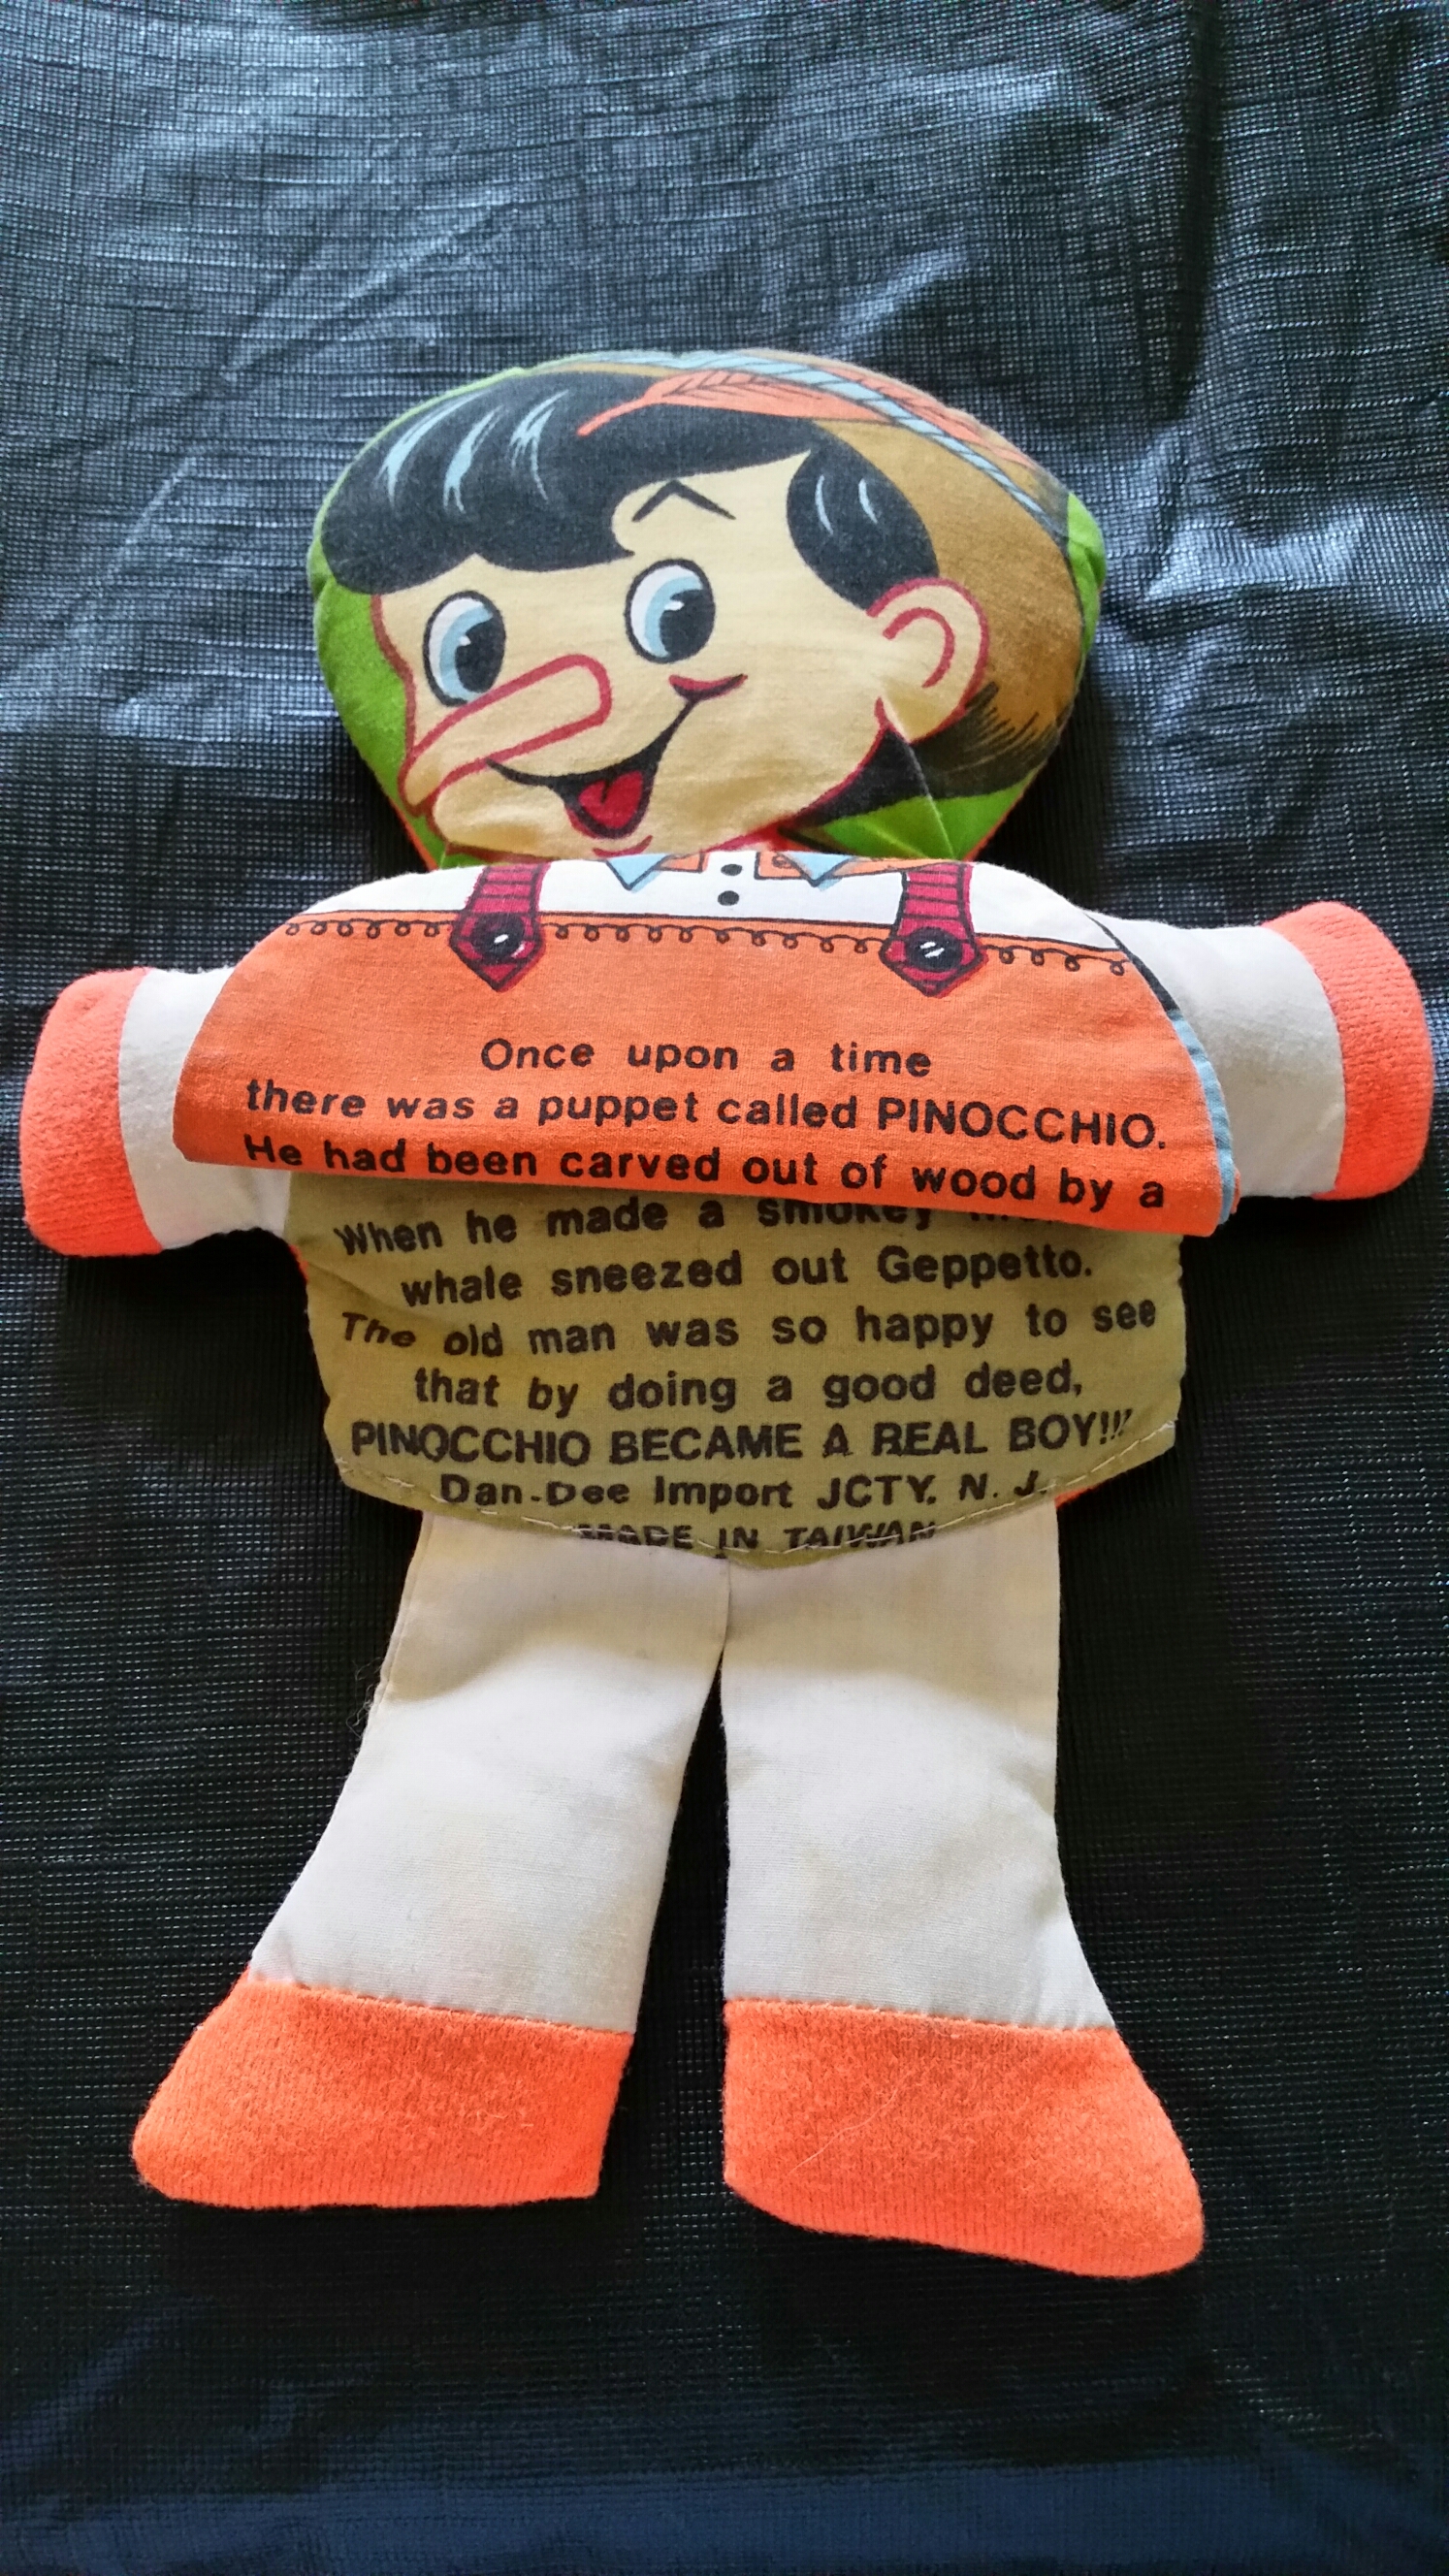 Once upon a time
there was a puppet called PINOCCHIO.
He had been carved out of wood by a
When he made a smokey
whale sneezed out Geppetto.
The old man was so happy to see
that by doing a good deed,
PINOCCHIO BECAME A REAL BOY!!!
Dan-Dee Import JCTY. N. J.
MADE IN TAIWAN